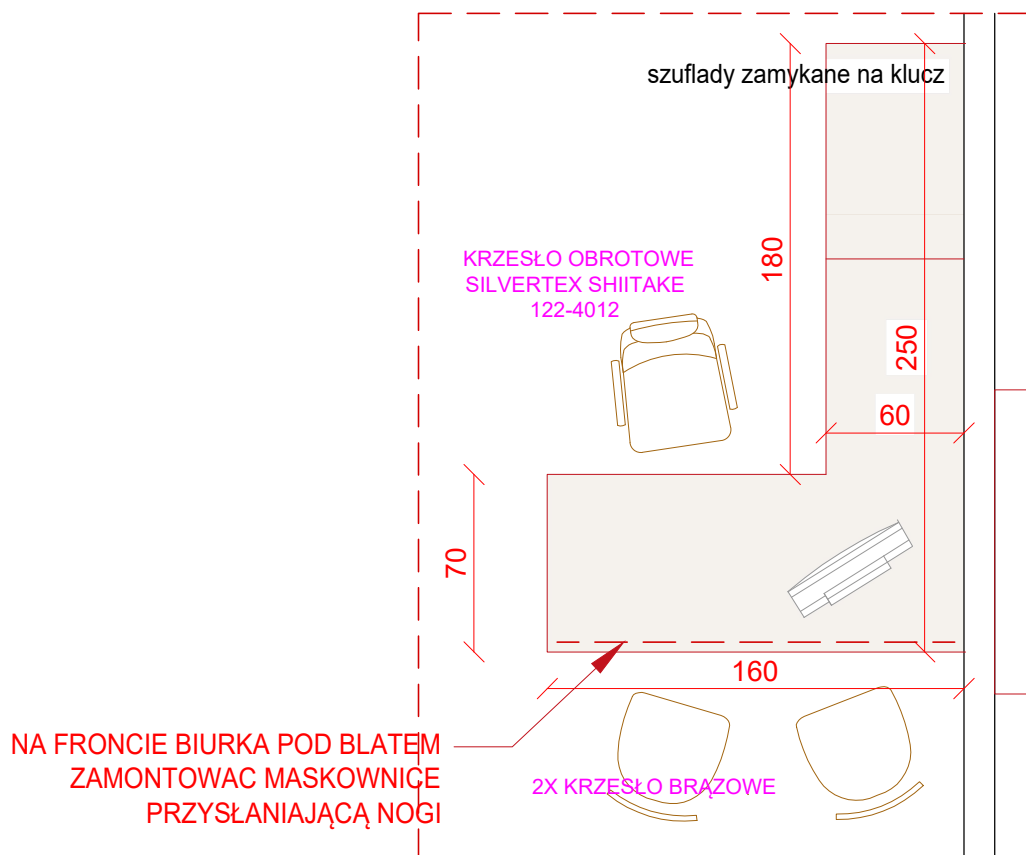 szuflady zamykane na klucz
KRZESŁO OBROTOWE
SILVERTEX SHIITAKE
122-4012
180
250
60
70
160
NA FRONCIE BIURKA POD BLATEM
ZAMONTOWAC MASKOWNICE
PRZYSŁANIAJĄCĄ NOGI
2X KRZESŁO BRĄZOWE